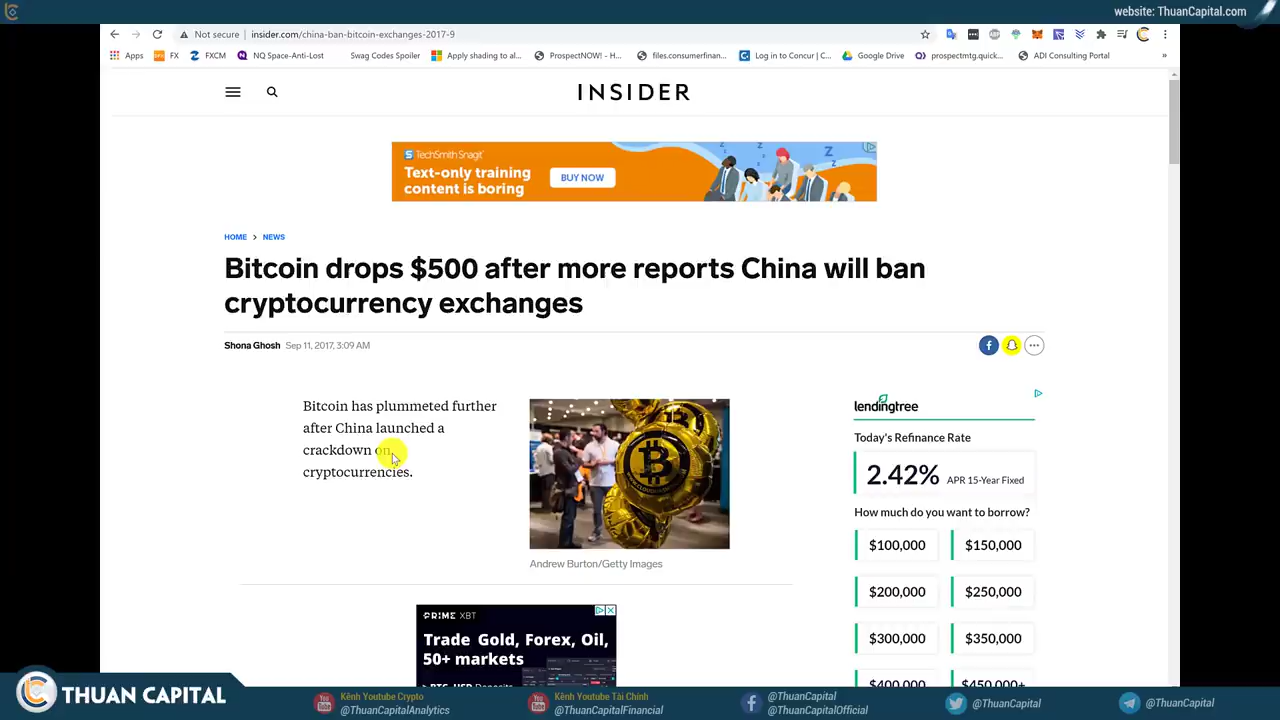 website: ThuanCapital.com
Not secure | insider.com/china-ban-bitcoin-exchanges-2017-9
Apps FX FXCM NQ Space-Anti-Lost Swag Codes Spoiler Apply shading to al... ProspectNOW! - H... files.consumerfinan... Log in to Concur | C... Google Drive prospectmtg.quick... ADI Consulting Portal »
INSIDER
TechSmith Snagit
Text-only training
content is boring
BUY NOW
HOME > NEWS
Bitcoin drops $500 after more reports China will ban
cryptocurrency exchanges
Shona Ghosh Sep 11, 2017, 3:09 AM
Bitcoin has plummeted further
after China launched a
crackdown on
cryptocurrencies.
Andrew Burton/Getty Images
lendingtree
Today's Refinance Rate
2.42% APR 15-Year Fixed
How much do you want to borrow?
$100,000 $150,000
$200,000 $250,000
$300,000 $350,000
$400,000 $450,000+
PRIME XBT
Trade Gold, Forex, Oil,
50+ markets
THUAN CAPITAL
Kênh Youtube Crypto
@ThuanCapitalAnalytics
Kênh Youtube Tài Chính
@ThuanCapitalFinancial
@ThuanCapital
@ThuanCapitalOfficial
@ThuanCapital
@ThuanCapital